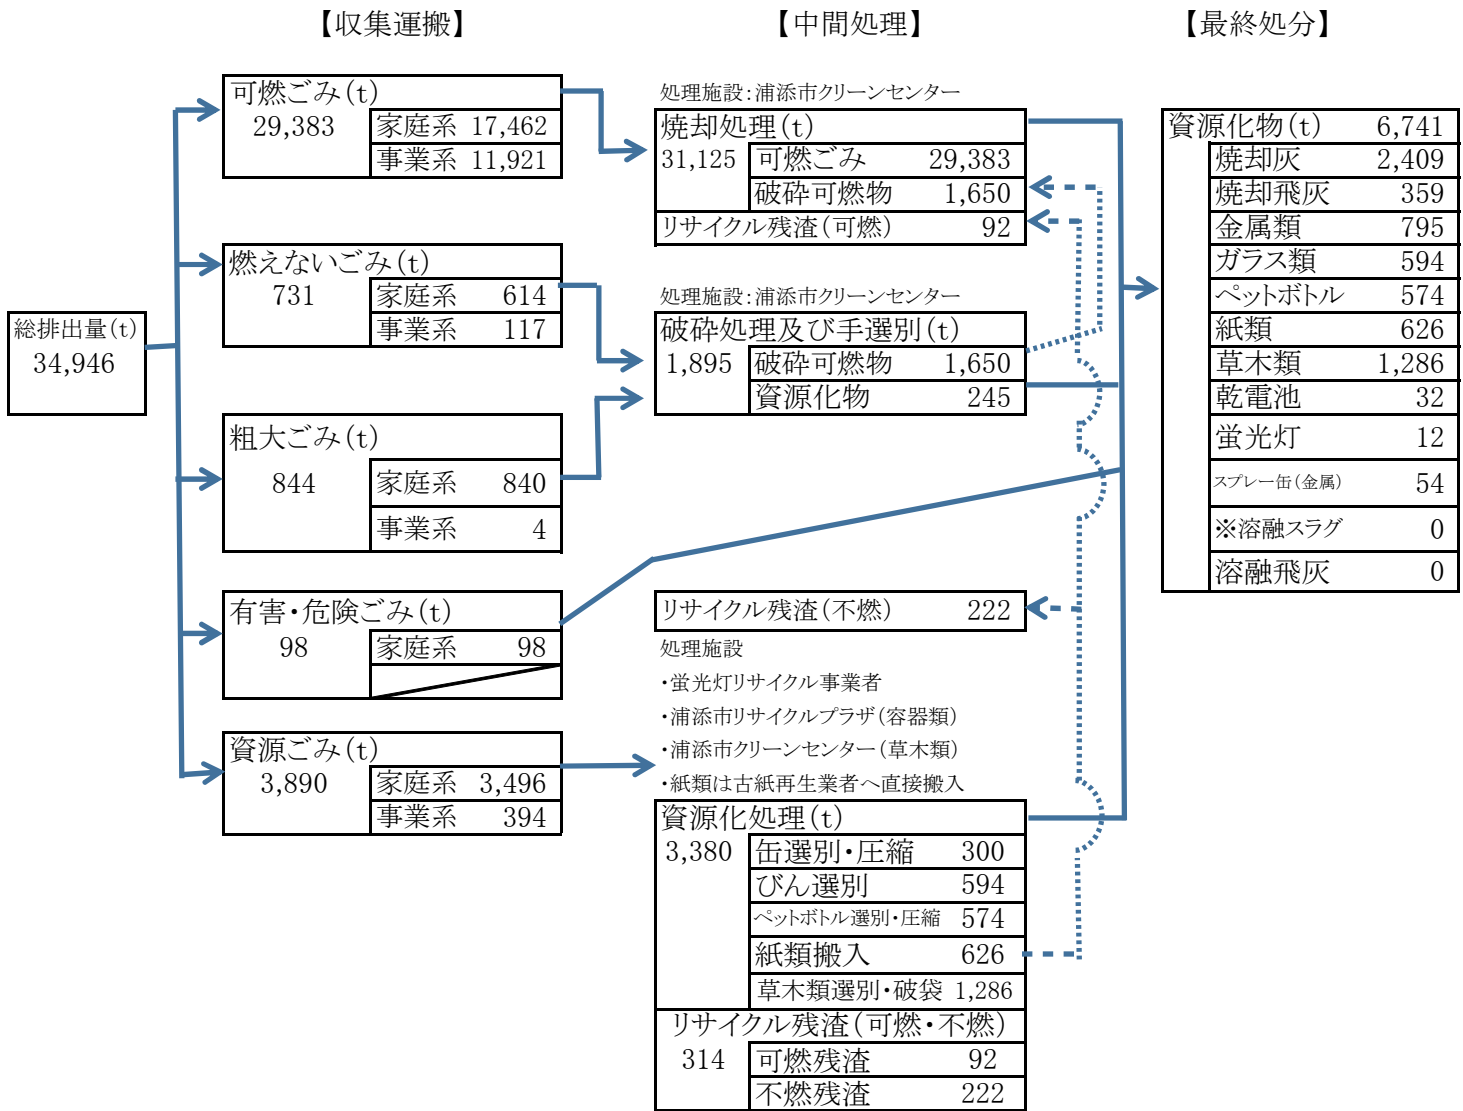 【収集運搬】
【中間処理】
【最終処分】
総排出量(t)
34,946
可燃ごみ(t)
29,383
家庭系 17,462
事業系 11,921
燃えないごみ(t)
731
家庭系 614
事業系 117
粗大ごみ(t)
844
家庭系 840
事業系 4
有害・危険ごみ(t)
98
家庭系 98
資源ごみ(t)
3,890
家庭系 3,496
事業系 394
処理施設:浦添市クリーンセンター
焼却処理(t)
31,125
可燃ごみ 29,383
破砕可燃物 1,650
リサイクル残渣(可燃) 92
処理施設:浦添市クリーンセンター
破砕処理及び手選別(t)
1,895
破砕可燃物 1,650
資源化物 245
リサイクル残渣(不燃) 222
処理施設
・蛍光灯リサイクル事業者
・浦添市リサイクルプラザ(容器類)
・浦添市クリーンセンター(草木類)
・紙類は古紙再生業者へ直接搬入
資源化処理(t)
3,380
缶選別・圧縮 300
びん選別 594
ペットボトル選別・圧縮 574
紙類搬入 626
草木類選別・破袋 1,286
リサイクル残渣(可燃・不燃)
314
可燃残渣 92
不燃残渣 222
資源化物(t) 6,741
焼却灰 2,409
焼却飛灰 359
金属類 795
ガラス類 594
ペットボトル 574
紙類 626
草木類 1,286
乾電池 32
蛍光灯 12
スプレー缶(金属) 54
※溶融スラグ 0
溶融飛灰 0